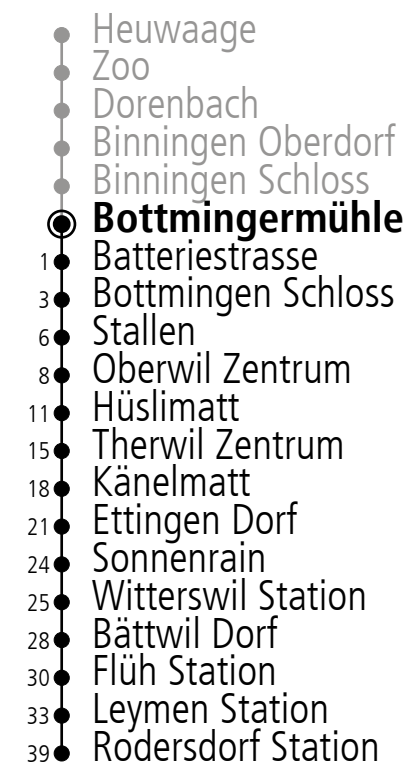 Heuwaage
Zoo
Dorenbach
Binningen Oberdorf
Binningen Schloss
Bottmingermühle
1 Batteriestrasse
3 Bottmingen Schloss
6 Stallen
8 Oberwil Zentrum
11 Hüslimatt
15 Therwil Zentrum
18 Känelmatt
21 Ettingen Dorf
24 Sonnenrain
25 Witterswil Station
28 Bättwil Dorf
30 Flüh Station
33 Leymen Station
39 Rodersdorf Station